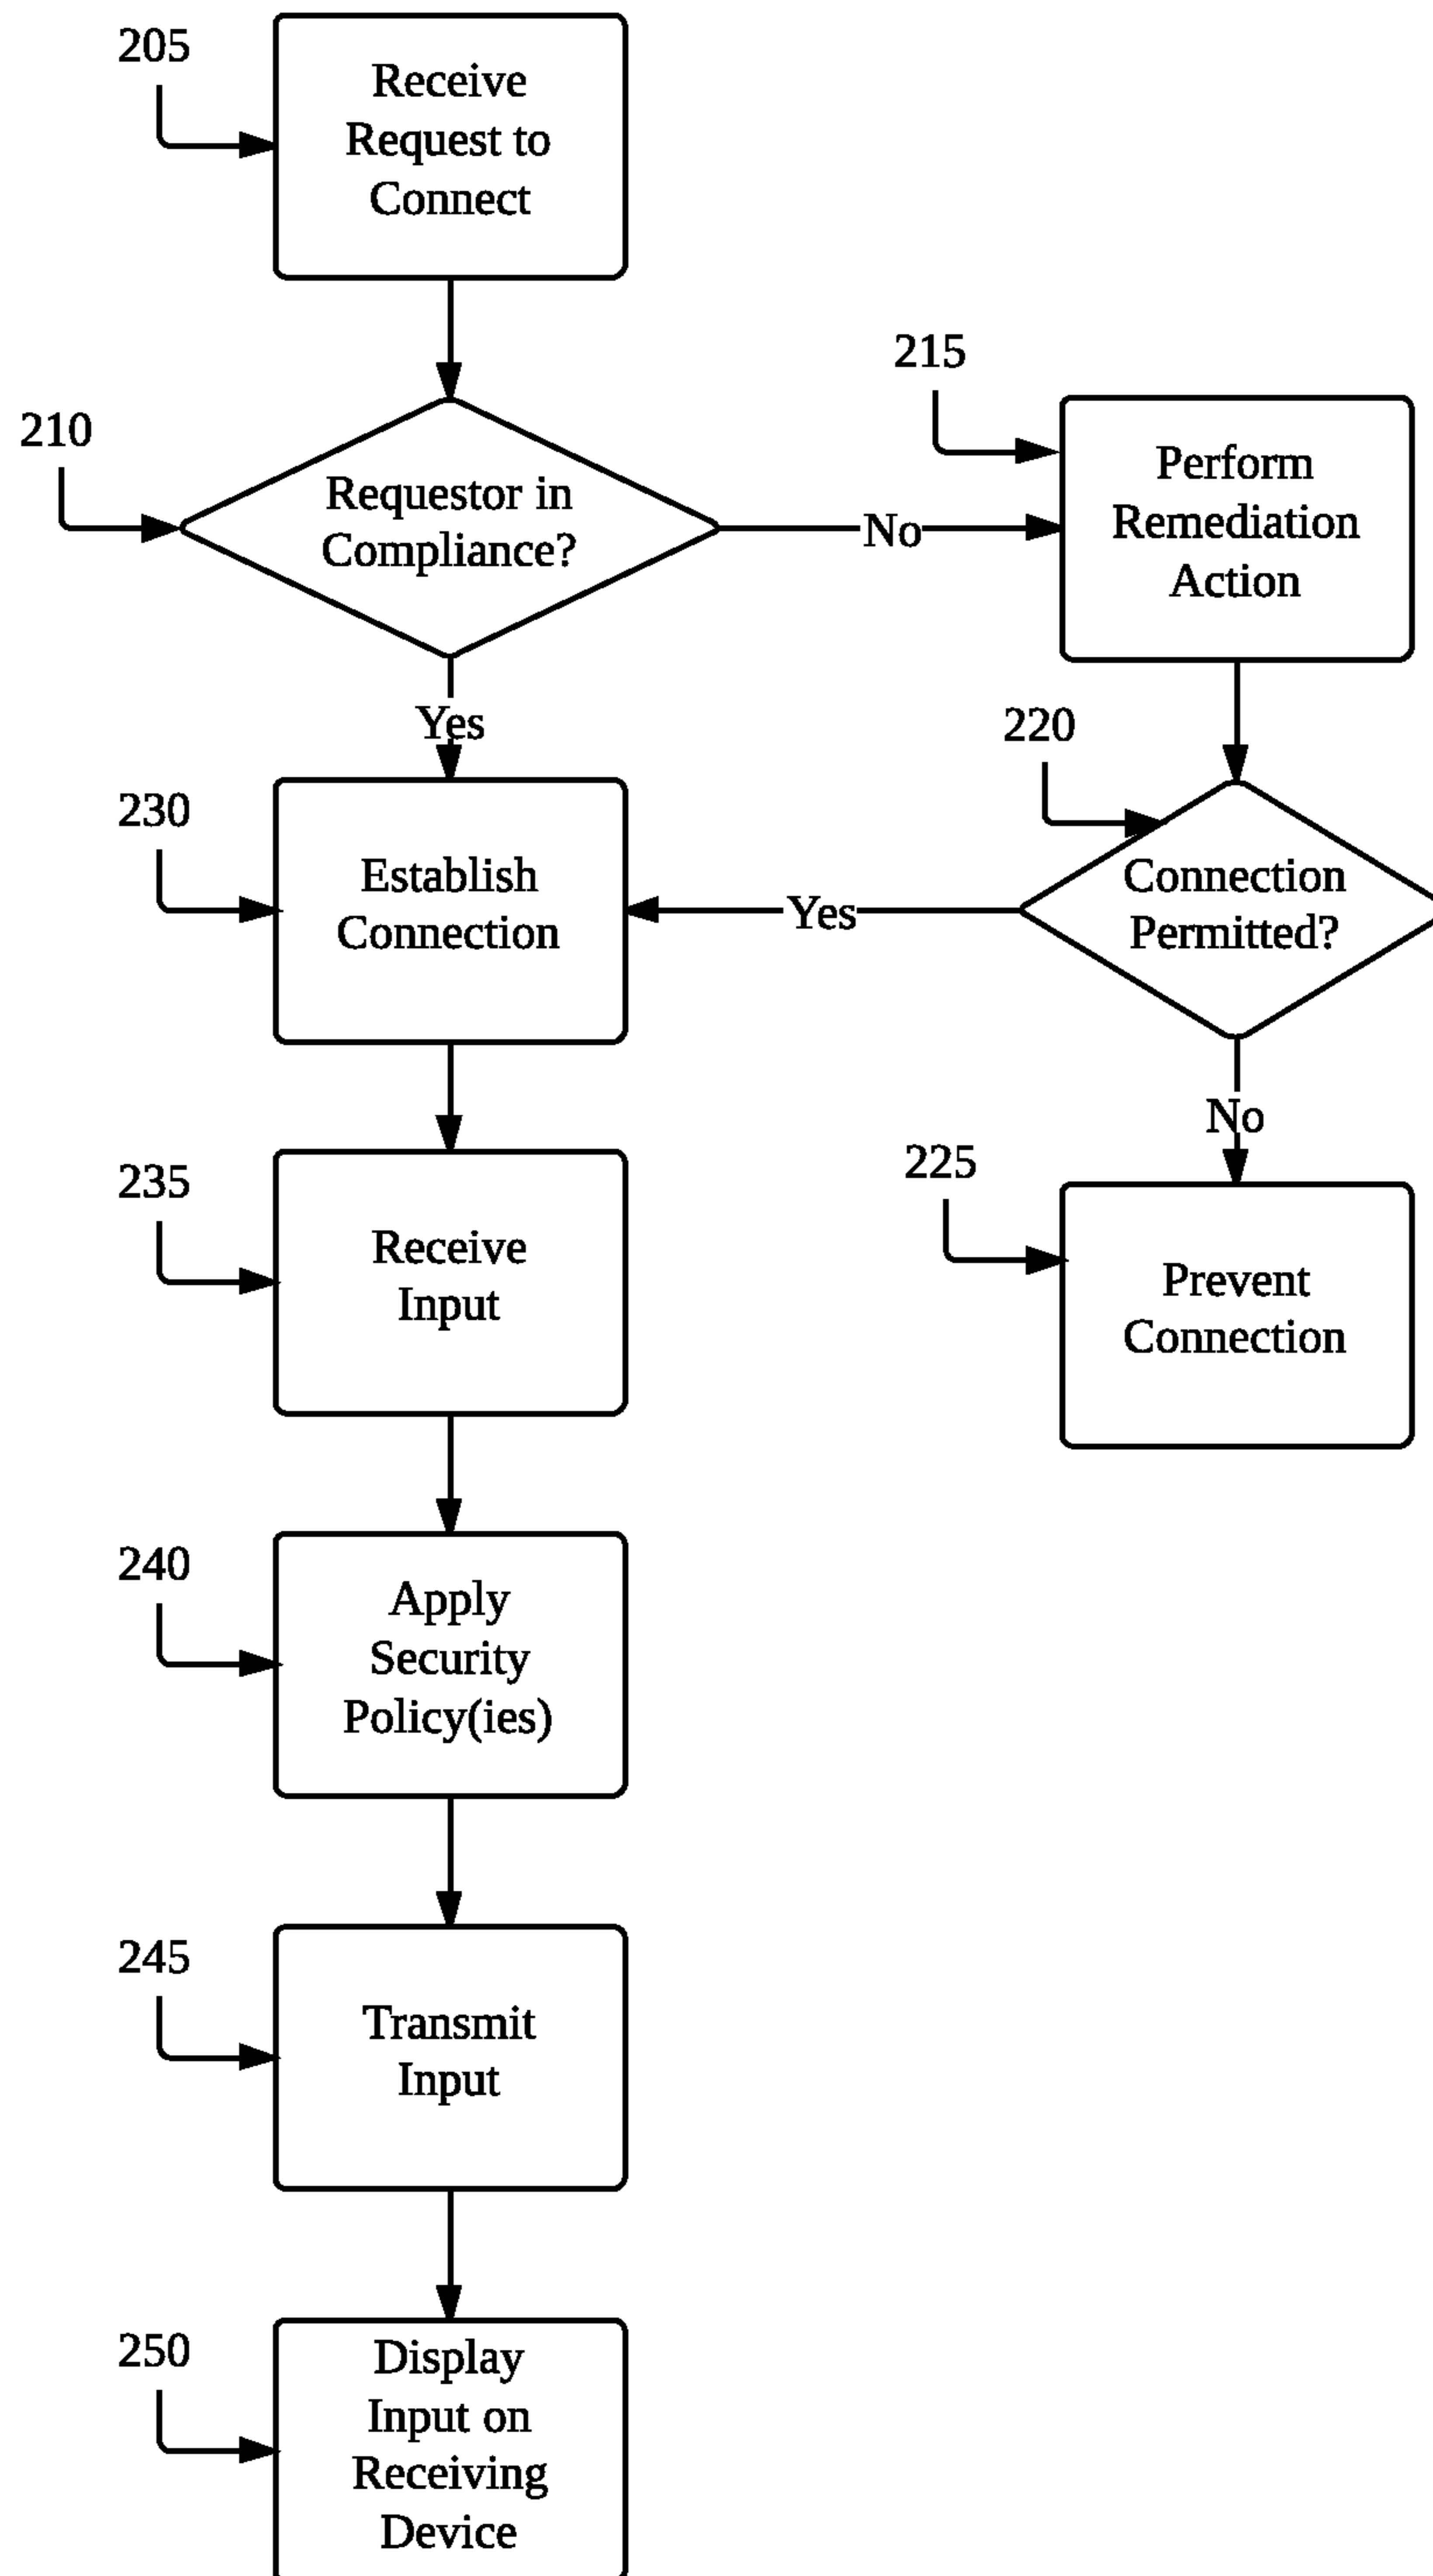 205
Receive
Request to
Connect
210
Requestor in
Compliance?
No
215
Perform
Remediation
Action
Yes
220
Connection
Permitted?
Yes
230
Establish
Connection
No
225
Prevent
Connection
235
Receive
Input
240
Apply
Security
Policy(ies)
245
Transmit
Input
250
Display
Input on
Receiving
Device